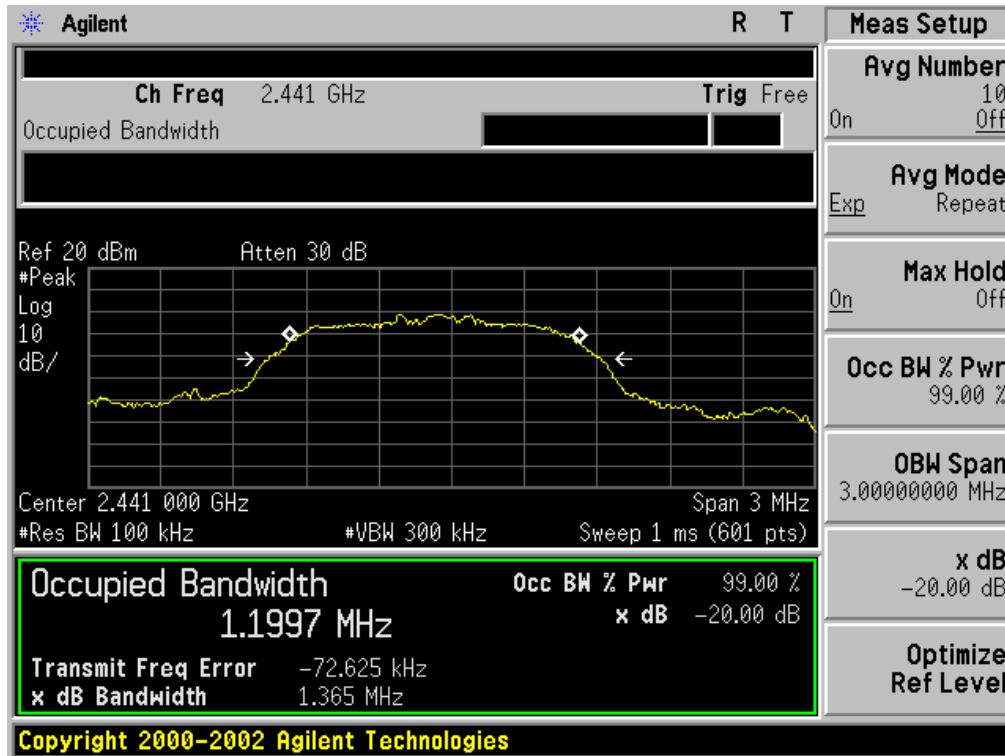 Agilent R T
Ch Freq 2.441 GHz Trig Free
Occupied Bandwidth
Ref 20 dBm Atten 30 dB
#Peak
Log
10
dB/
Center 2.441 000 GHz Span 3 MHz
#Res BW 100 kHz #VBW 300 kHz Sweep 1 ms (601 pts)
Occupied Bandwidth
1.1997 MHz
Occ BW % Pwr 99.00 %
x dB -20.00 dB
Transmit Freq Error -72.625 kHz
x dB Bandwidth 1.365 MHz
Meas Setup
Avg Number
10
On Off
Avg Mode
Exp Repeat
Max Hold
On Off
Occ BW % Pwr
99.00 %
OBW Span
3.00000000 MHz
x dB
-20.00 dB
Optimize
Ref Level
Copyright 2000-2002 Agilent Technologies